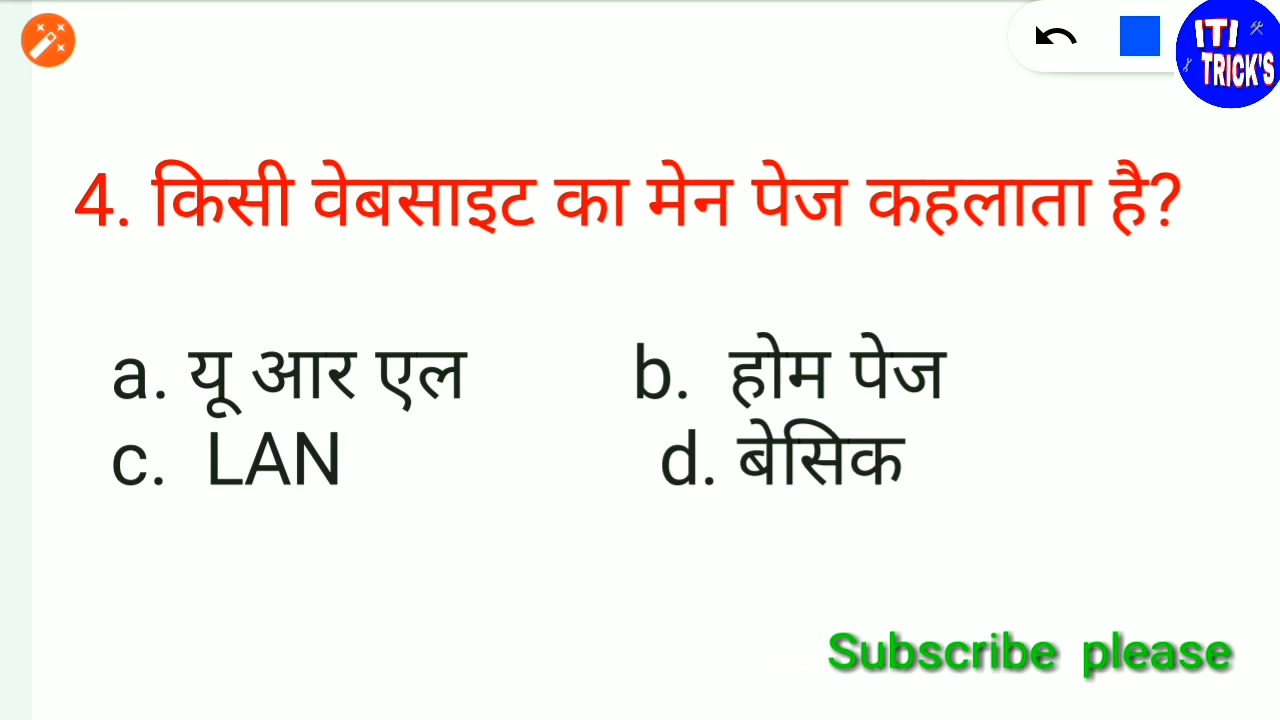 ITI
TRICK'S
4. किसी वेबसाइट का मेन पेज कहलाता है?
a. यू आर एल b. होम पेज
c. LAN d. बेसिक
Subscribe please